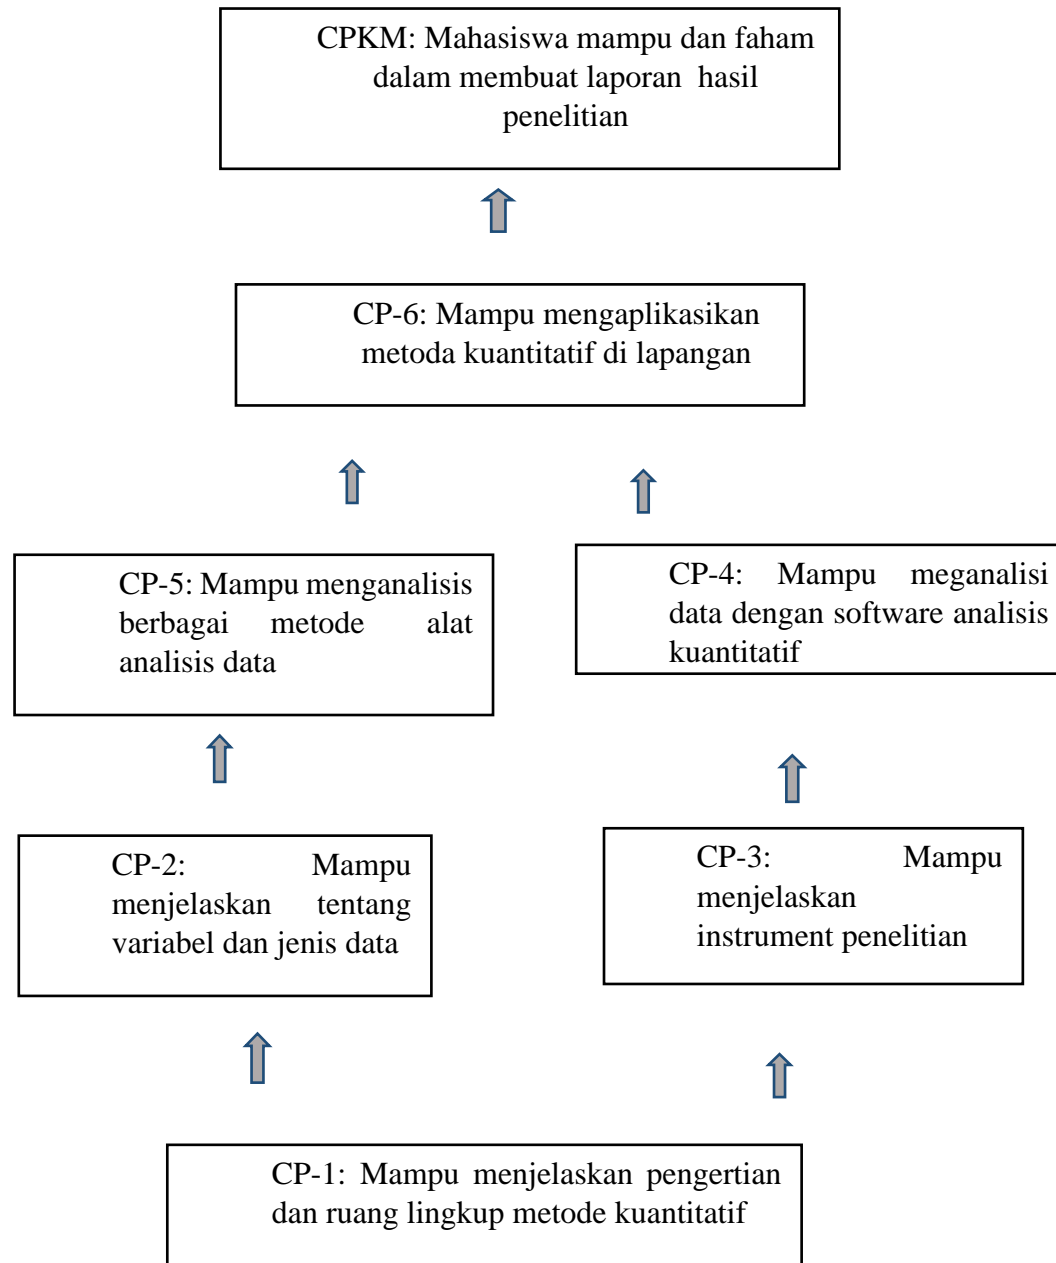 CPKM: Mahasiswa mampu dan faham
dalam membuat laporan hasil
penelitian
CP-6: Mampu mengaplikasikan
metoda kuantitatif di lapangan
CP-5: Mampu menganalisis
berbagai metode alat
analisis data
CP-4: Mampu meganalisi
data dengan software analisis
kuantitatif
CP-2: Mampu
menjelaskan tentang
variabel dan jenis data
CP-3: Mampu
menjelaskan
instrument penelitian
CP-1: Mampu menjelaskan pengertian
dan ruang lingkup metode kuantitatif